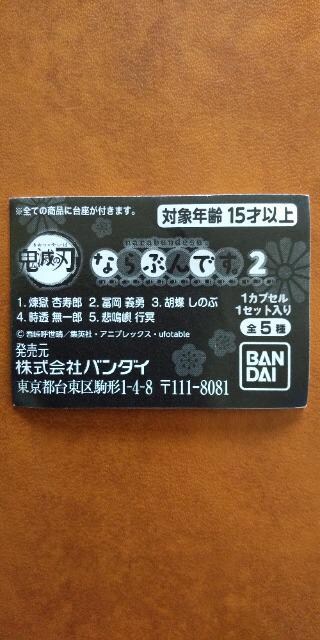 ※全ての商品に台座が付きます。
対象年齢 15才以上
鬼滅の刃
narabundesu.
ならぶんです。2
1. 煉獄 杏寿郎 2. 冨岡 義勇 3. 胡蝶 しのぶ
4. 時透 無一郎 5. 悲鳴嶼 行冥
1カプセル
1セット入り
全5種
© 吾峠呼世晴／集英社・アニプレックス・ufotable
発売元
株式会社バンダイ
東京都台東区駒形1-4-8 〒111-8081
BAN
DAI